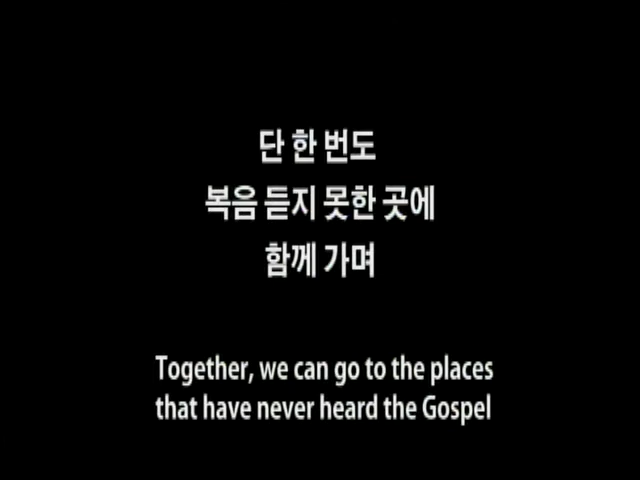 단 한 번도
복음 듣지 못한 곳에
함께 가며
Together, we can go to the places
that have never heard the Gospel